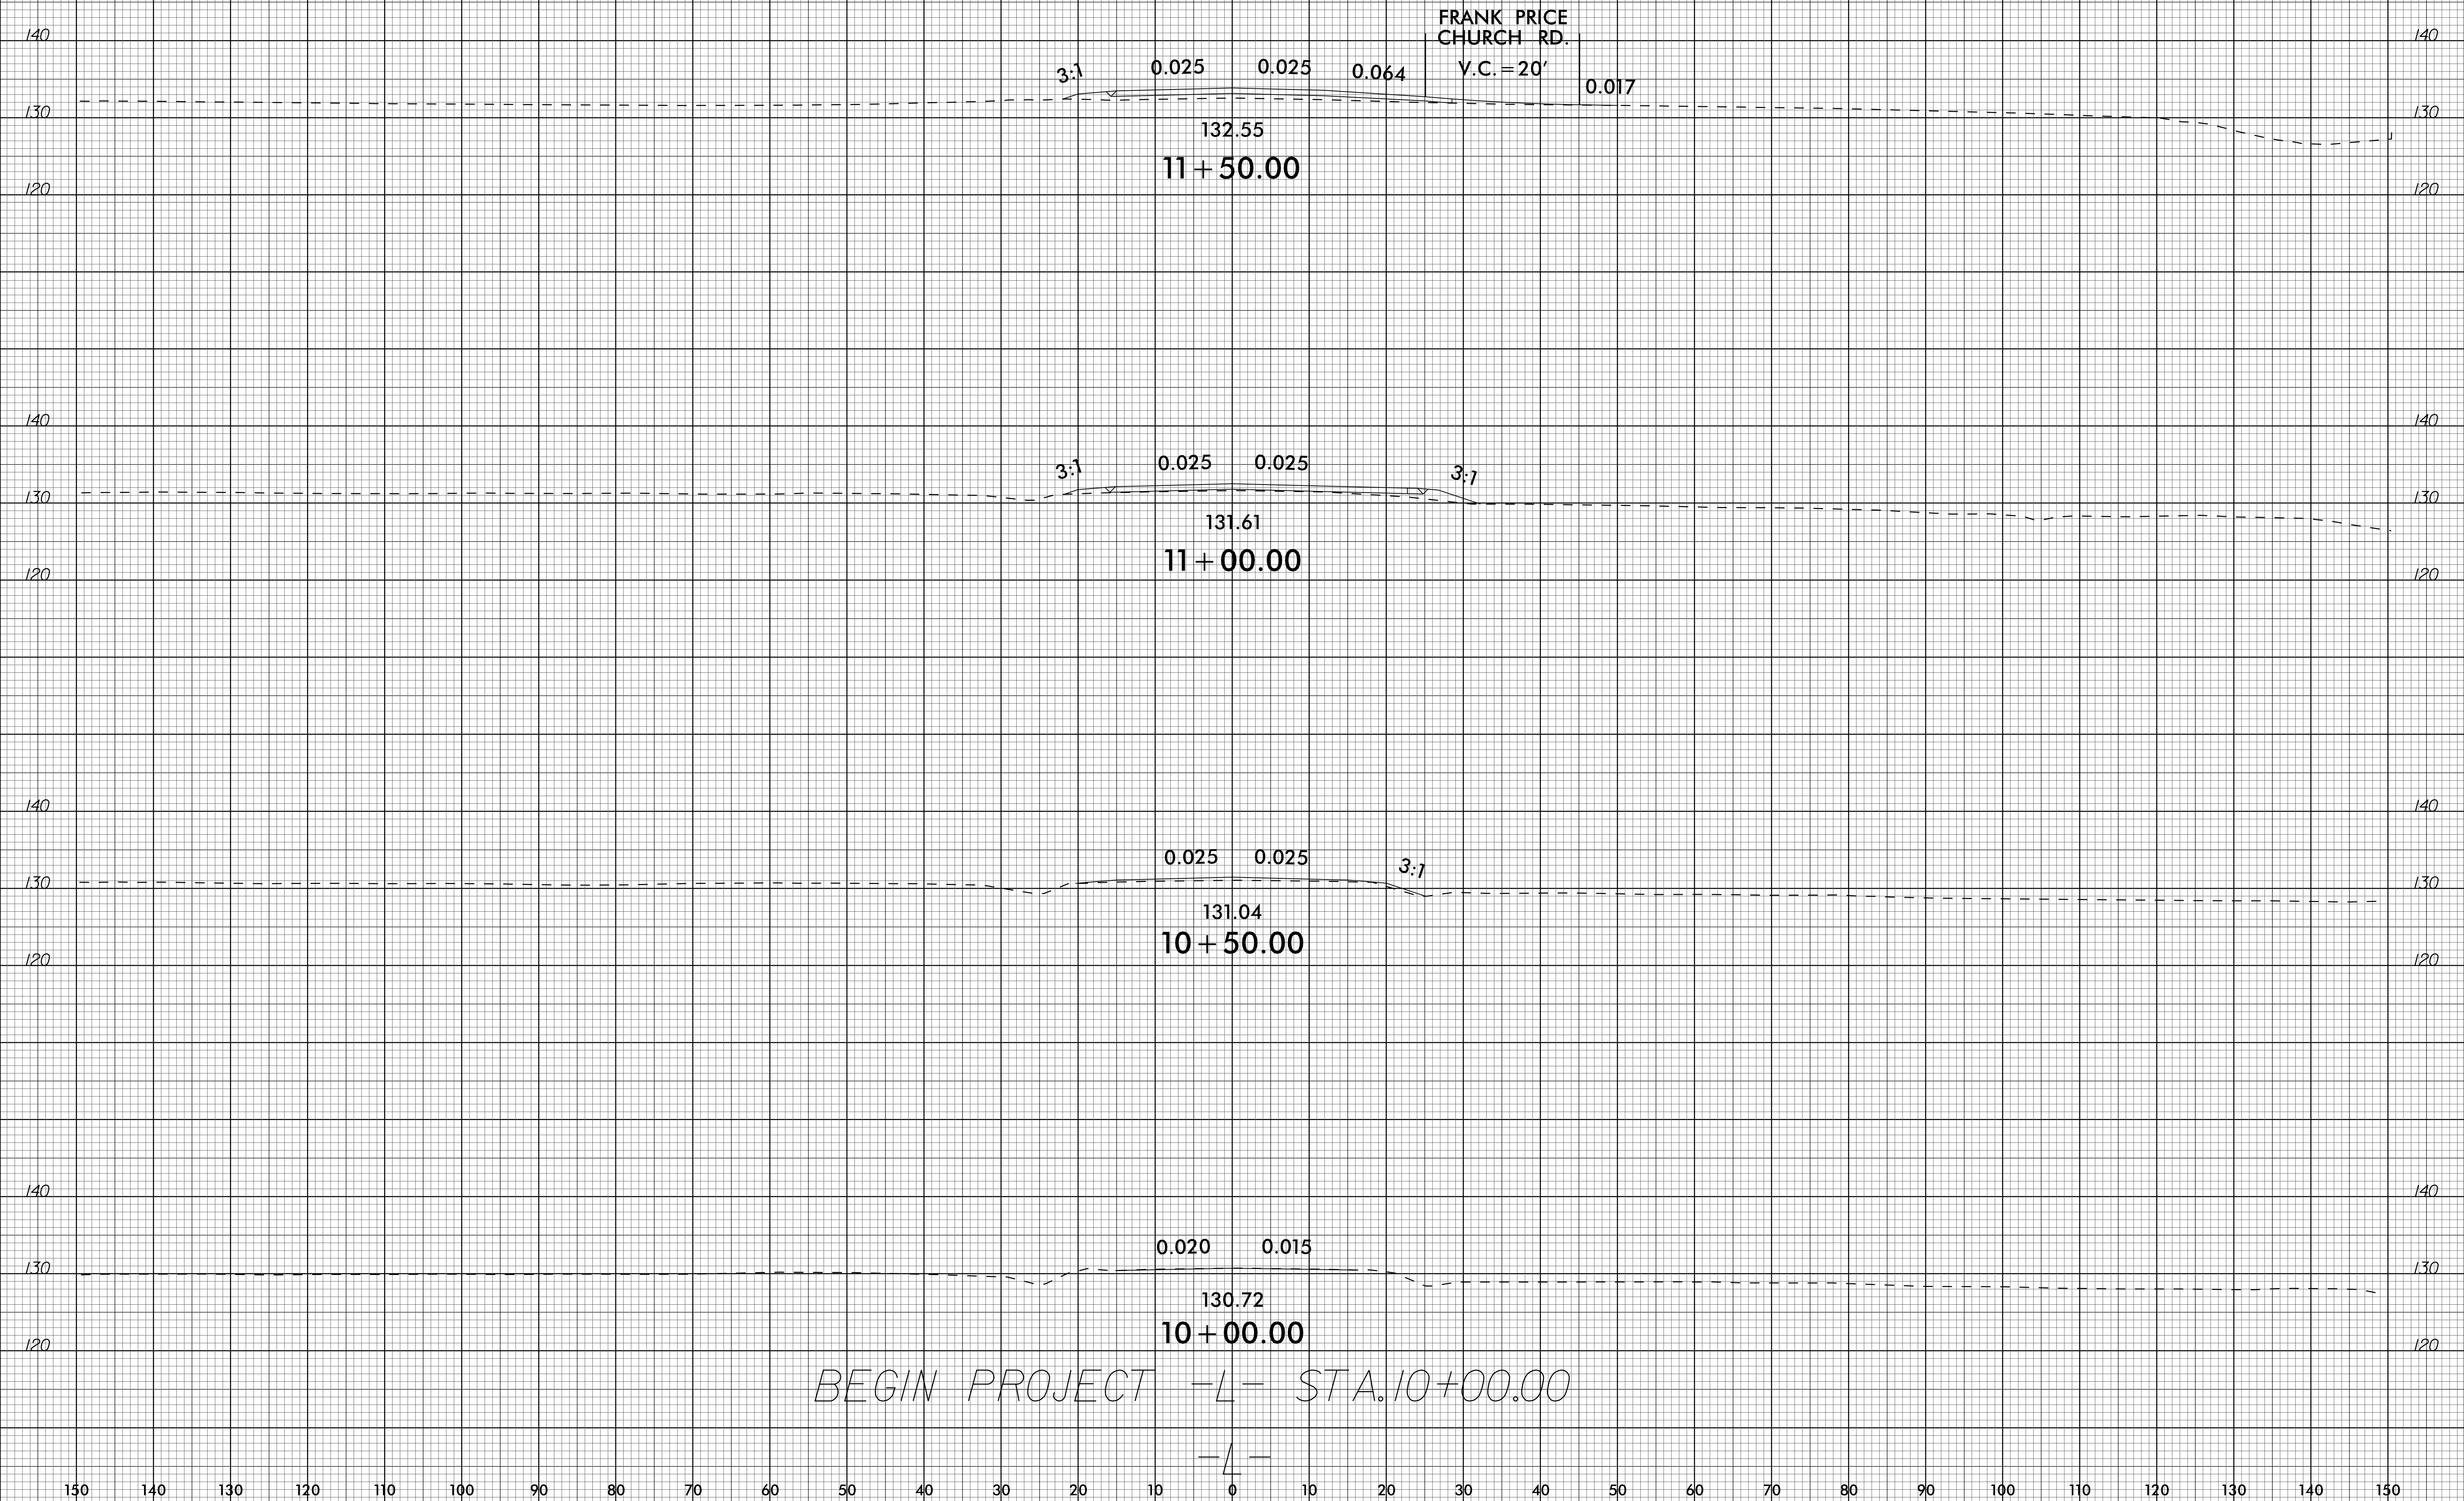 FRANK PRICE
CHURCH RD.
140 140
3:1 0.025 0.025 0.064 V.C.=20' 0.017
130 130
132.55
11+50.00
120 120
140 140
3:1 0.025 0.025 3:1
130 130
131.61
11+00.00
120 120
140 140
0.025 0.025 3:1
130 130
131.04
10+50.00
120 120
140 140
0.020 0.015
130 130
130.72
10+00.00
120 120
BEGIN PROJECT -L- STA.10+00.00
-L-
150 140 130 120 110 100 90 80 70 60 50 40 30 20 10 0 10 20 30 40 50 60 70 80 90 100 110 120 130 140 150